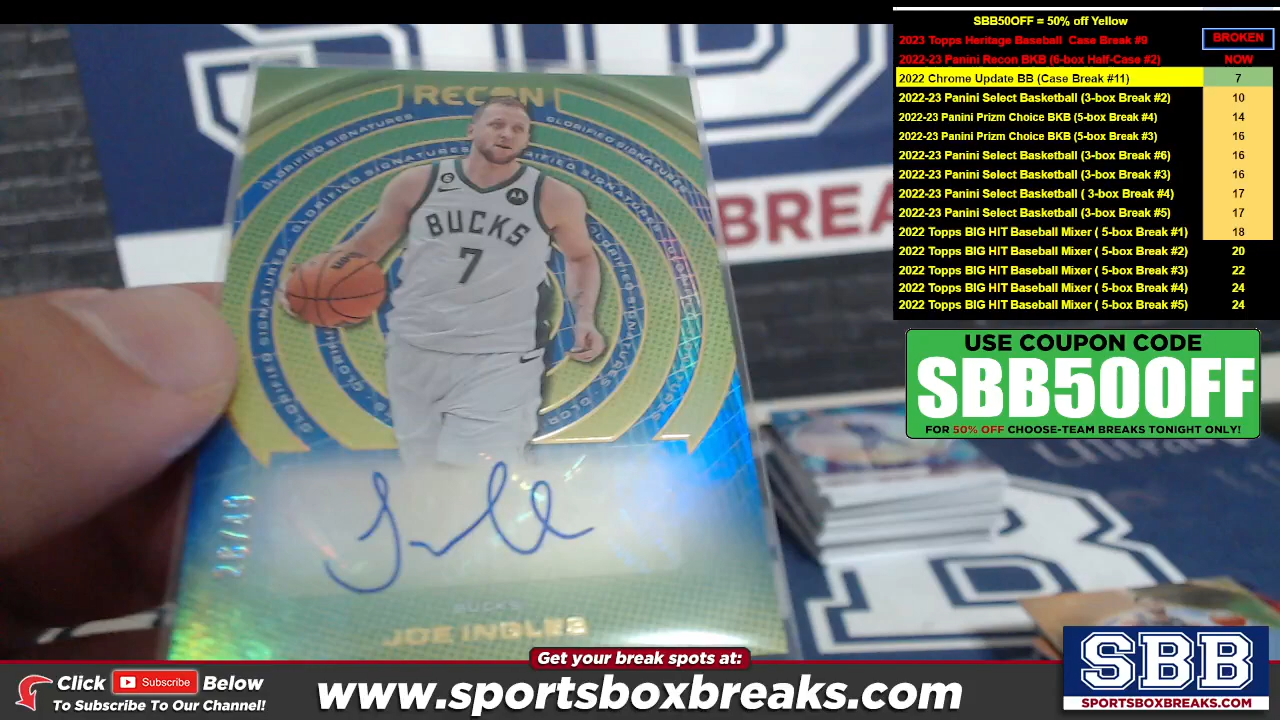 SBB50OFF = 50% off Yellow
2023 Topps Heritage Baseball Case Break #9 BROKEN
2022-23 Panini Recon BKB (6-box Half-Case #2) NOW
2022 Chrome Update BB (Case Break #11) 7
2022-23 Panini Select Basketball (3-box Break #2) 10
2022-23 Panini Prizm Choice BKB (5-box Break #4) 14
2022-23 Panini Prizm Choice BKB (5-box Break #3) 16
2022-23 Panini Select Basketball (3-box Break #6) 16
2022-23 Panini Select Basketball (3-box Break #3) 16
2022-23 Panini Select Basketball ( 3-box Break #4) 17
2022-23 Panini Select Basketball (3-box Break #5) 17
2022 Topps BIG HIT Baseball Mixer ( 5-box Break #1) 18
2022 Topps BIG HIT Baseball Mixer ( 5-box Break #2) 20
2022 Topps BIG HIT Baseball Mixer ( 5-box Break #3) 22
2022 Topps BIG HIT Baseball Mixer ( 5-box Break #4) 24
2022 Topps BIG HIT Baseball Mixer ( 5-box Break #5) 24
USE COUPON CODE
SBB50OFF
FOR 50% OFF CHOOSE-TEAM BREAKS TONIGHT ONLY!
RECON
GLORIFIED SIGNATURES
GLORIFIED SIGNATURES
GLORIFIED SIGNATURES
BUCKS
7
BREA
BUCKS
JOE INGLES
Get your break spots at:
Click Subscribe Below
To Subscribe To Our Channel!
www.sportsboxbreaks.com
SBB
SPORTSBOXBREAKS.COM